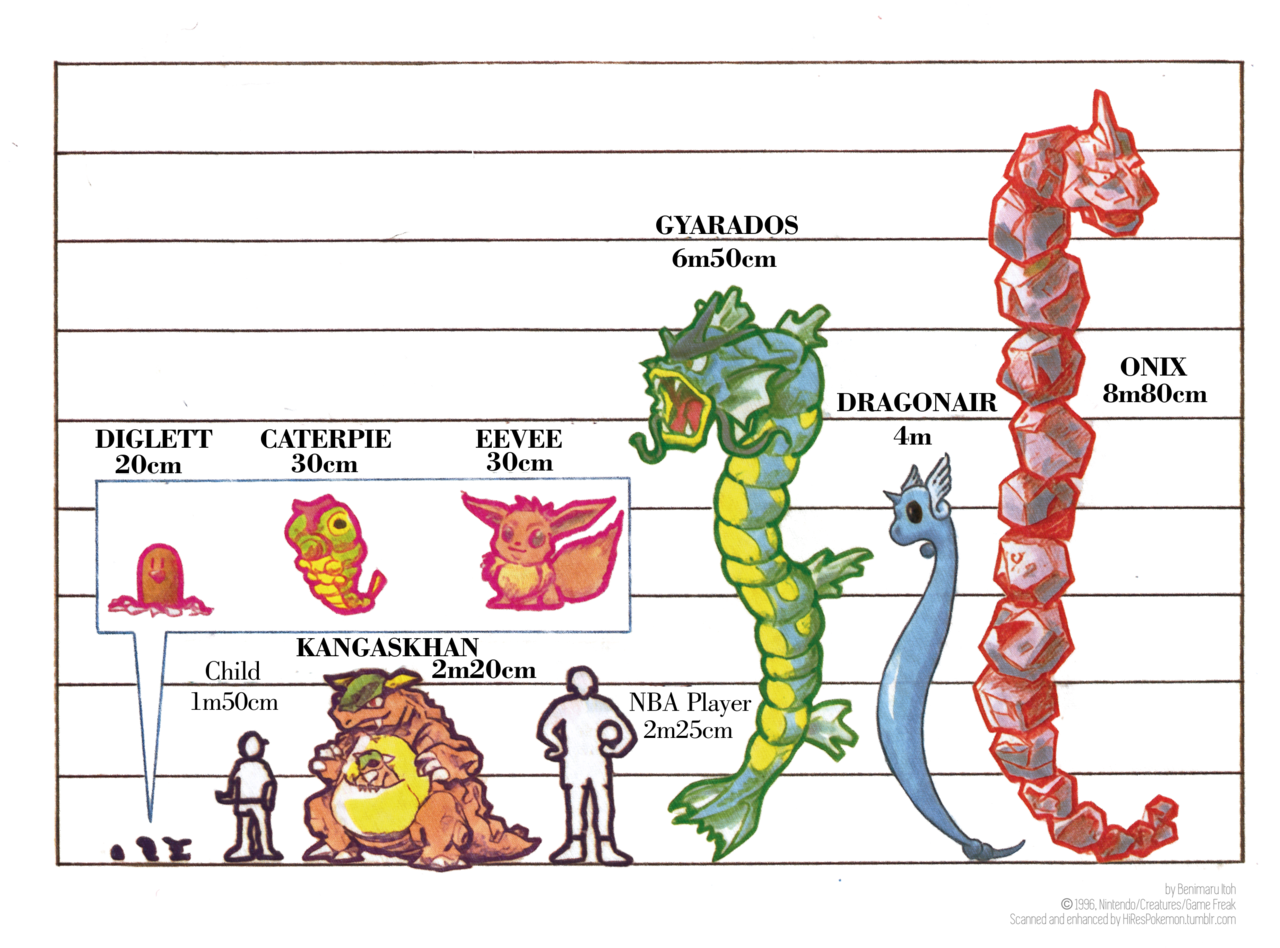 GYARADOS
6m50cm
ONIX
8m80cm
DRAGONAIR
4m
DIGLETT
20cm
CATERPIE
30cm
EEVEE
30cm
KANGASKHAN
2m20cm
Child
1m50cm
NBA Player
2m25cm
by Benimaru Itoh
© 1996, Nintendo/Creatures/Game Freak
Scanned and enhanced by HiResPokemon.tumblr.com